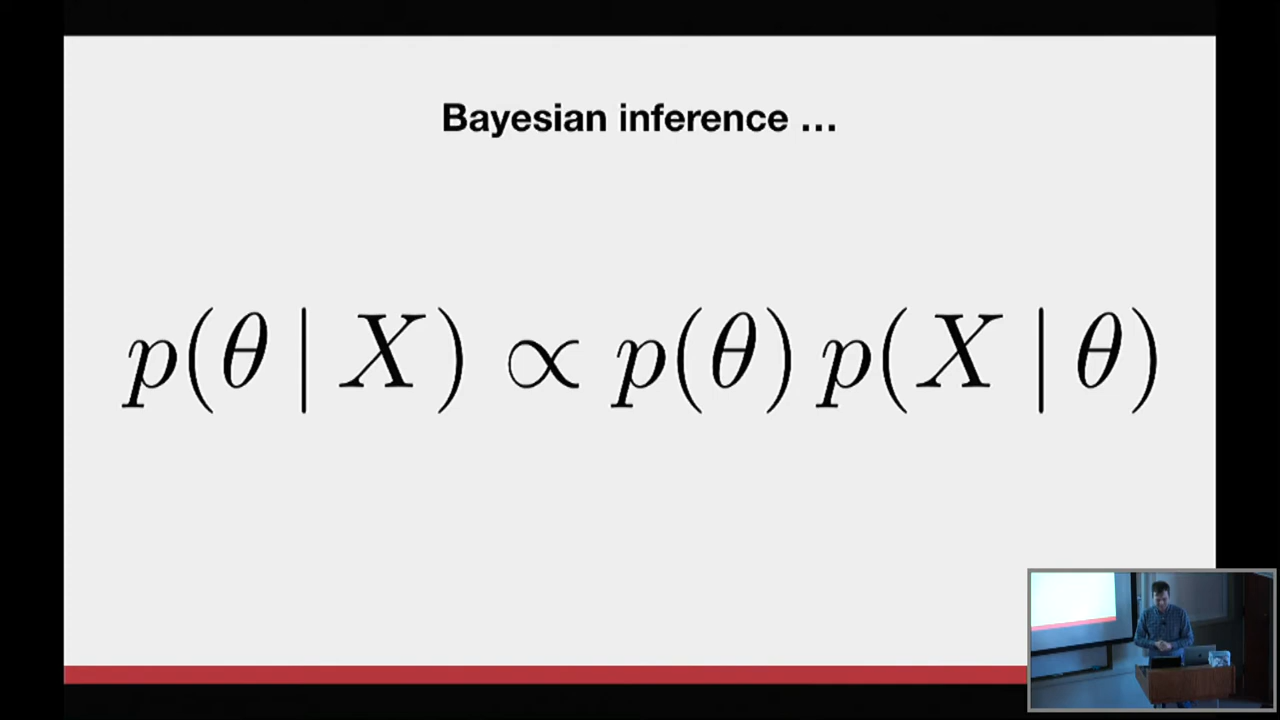 Bayesian inference ...
p(θ | X) ∝ p(θ) p(X | θ)